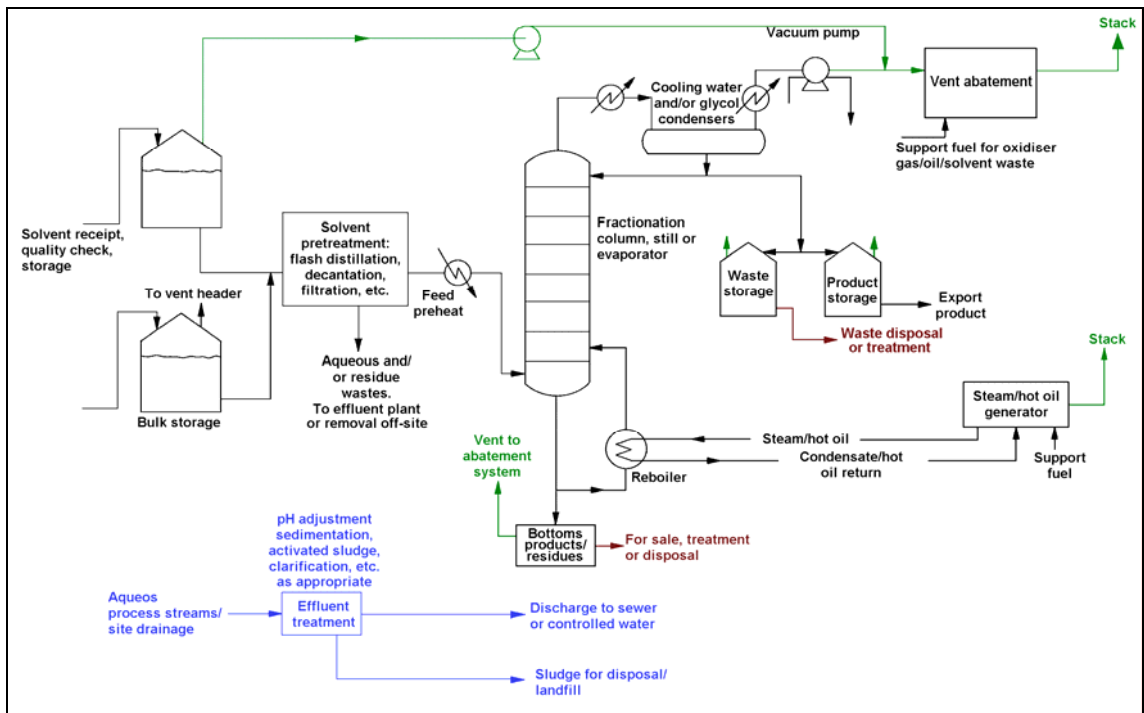 Stack
Vacuum pump
Vent abatement
Cooling water
and/or glycol
condensers
Support fuel for oxidiser
gas/oil/solvent waste
Solvent receipt,
quality check,
storage
Solvent
pretreatment:
flash distillation,
decantation,
filtration, etc.
Fractionation
column, still or
evaporator
Feed
preheat
To vent header
Bulk storage
Aqueous and/
or residue
wastes.
To effluent plant
or removal off-site
Waste
storage
Product
storage
Export
product
Waste disposal
or treatment
Stack
Steam/hot oil
generator
Support
fuel
Steam/hot oil
Condensate/hot
oil return
Reboiler
Vent to
abatement
system
Bottoms
products/
residues
For sale, treatment
or disposal
pH adjustment
sedimentation,
activated sludge,
clarification, etc.
as appropriate
Aqueos
process streams/
site drainage
Effluent
treatment
Discharge to sewer
or controlled water
Sludge for disposal/
landfill